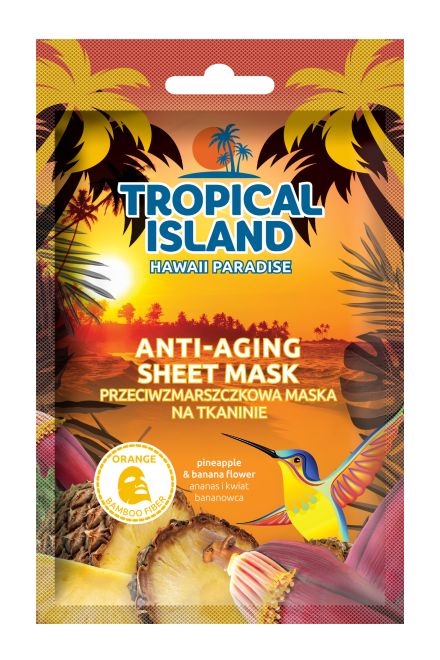 TROPICAL
ISLAND
HAWAII PARADISE
ANTI-AGING
SHEET MASK
PRZECIWZMARSZCZKOWA MASKA
NA TKANINIE
ORANGE
BAMBOO FIBER
pineapple
& banana flower
ananas i kwiat
bananowca